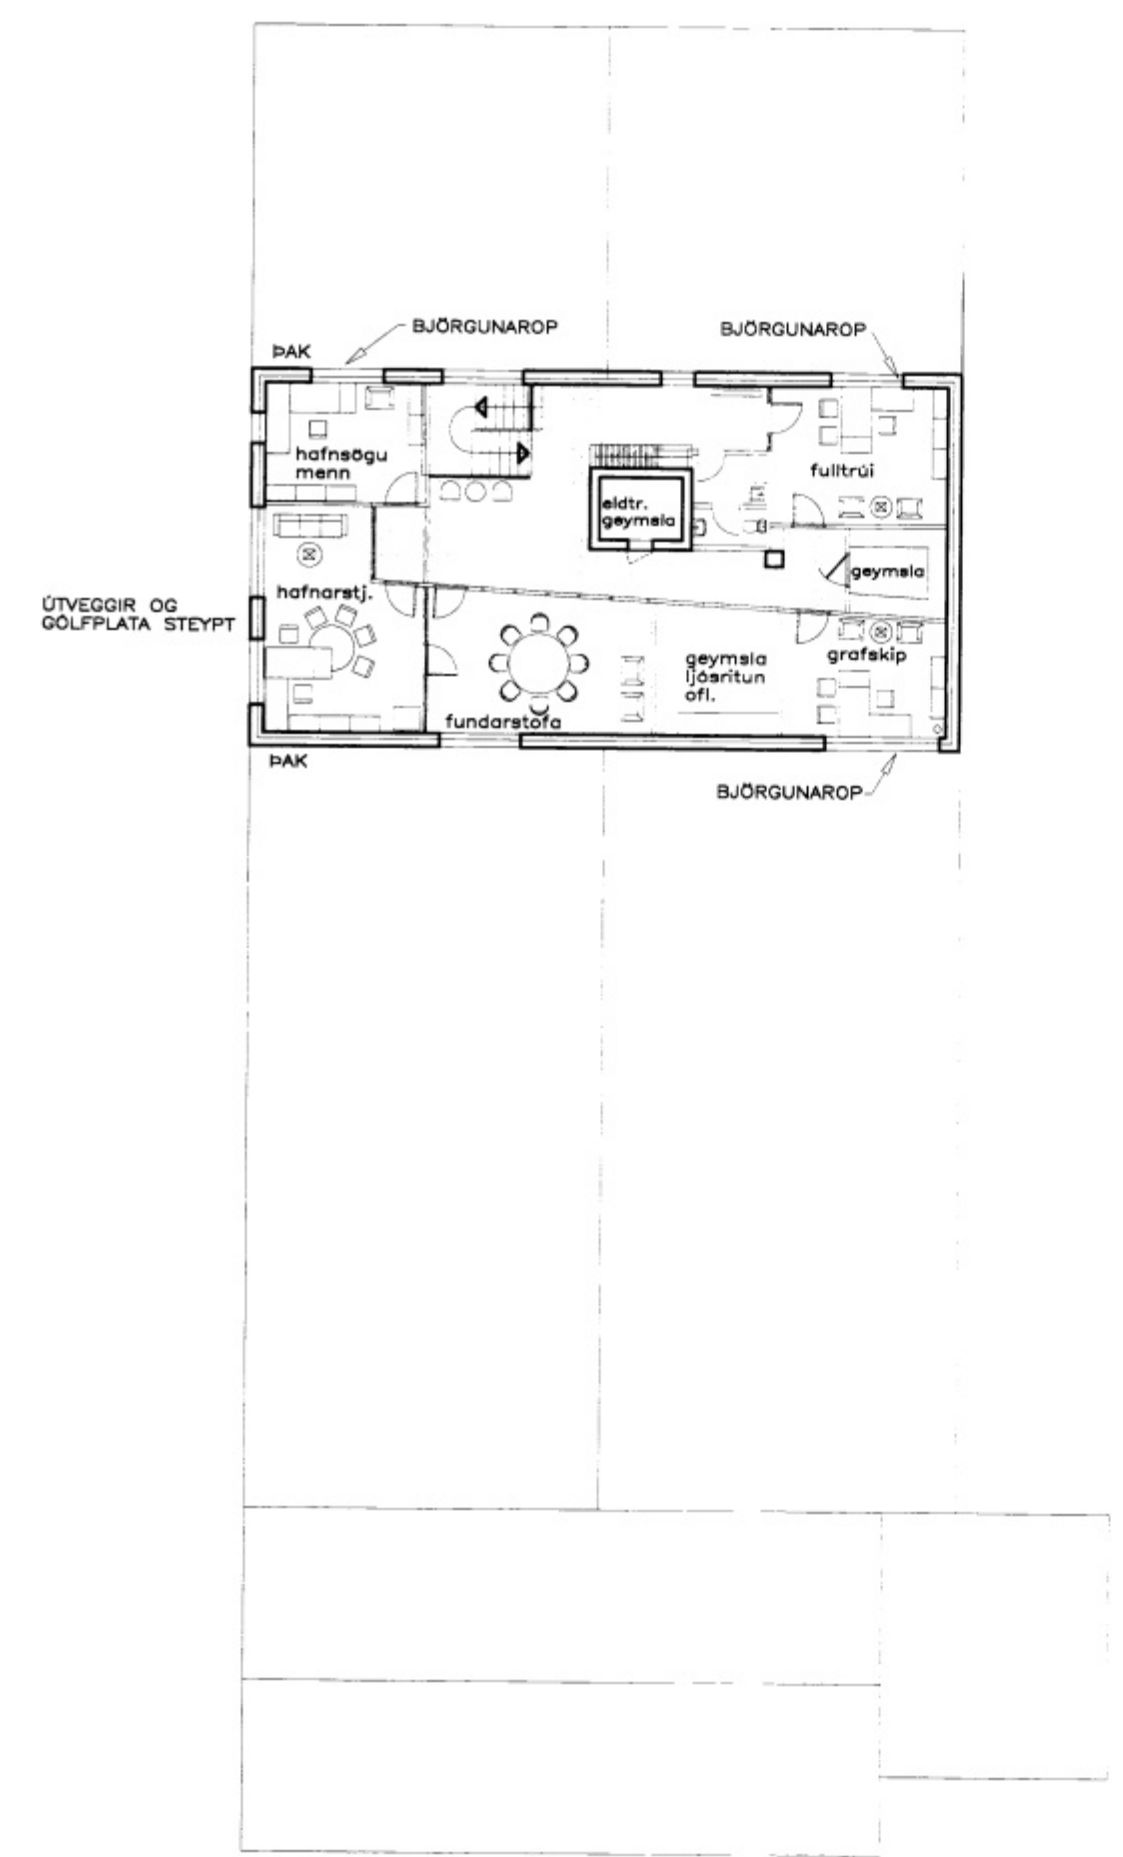 BJÖRGUNAROP
BJÖRGUNAROP
ÞAK
hafnsögu
menn
fulltrúi
eldtr.
geymsla
geymsla
hafnarstj.
ÚTVEGGIR OG
GÓLFPLATA STEYPT
geymsla
ljósritun
ofl.
grafskip
fundarstofa
ÞAK
BJÖRGUNAROP